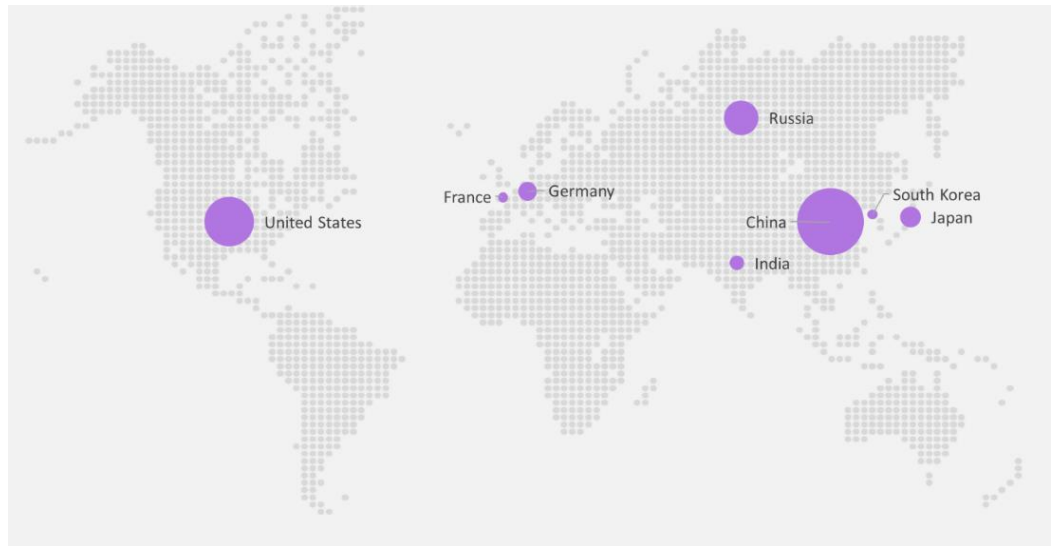 Russia
France
Germany
South Korea
United States
China
Japan
India